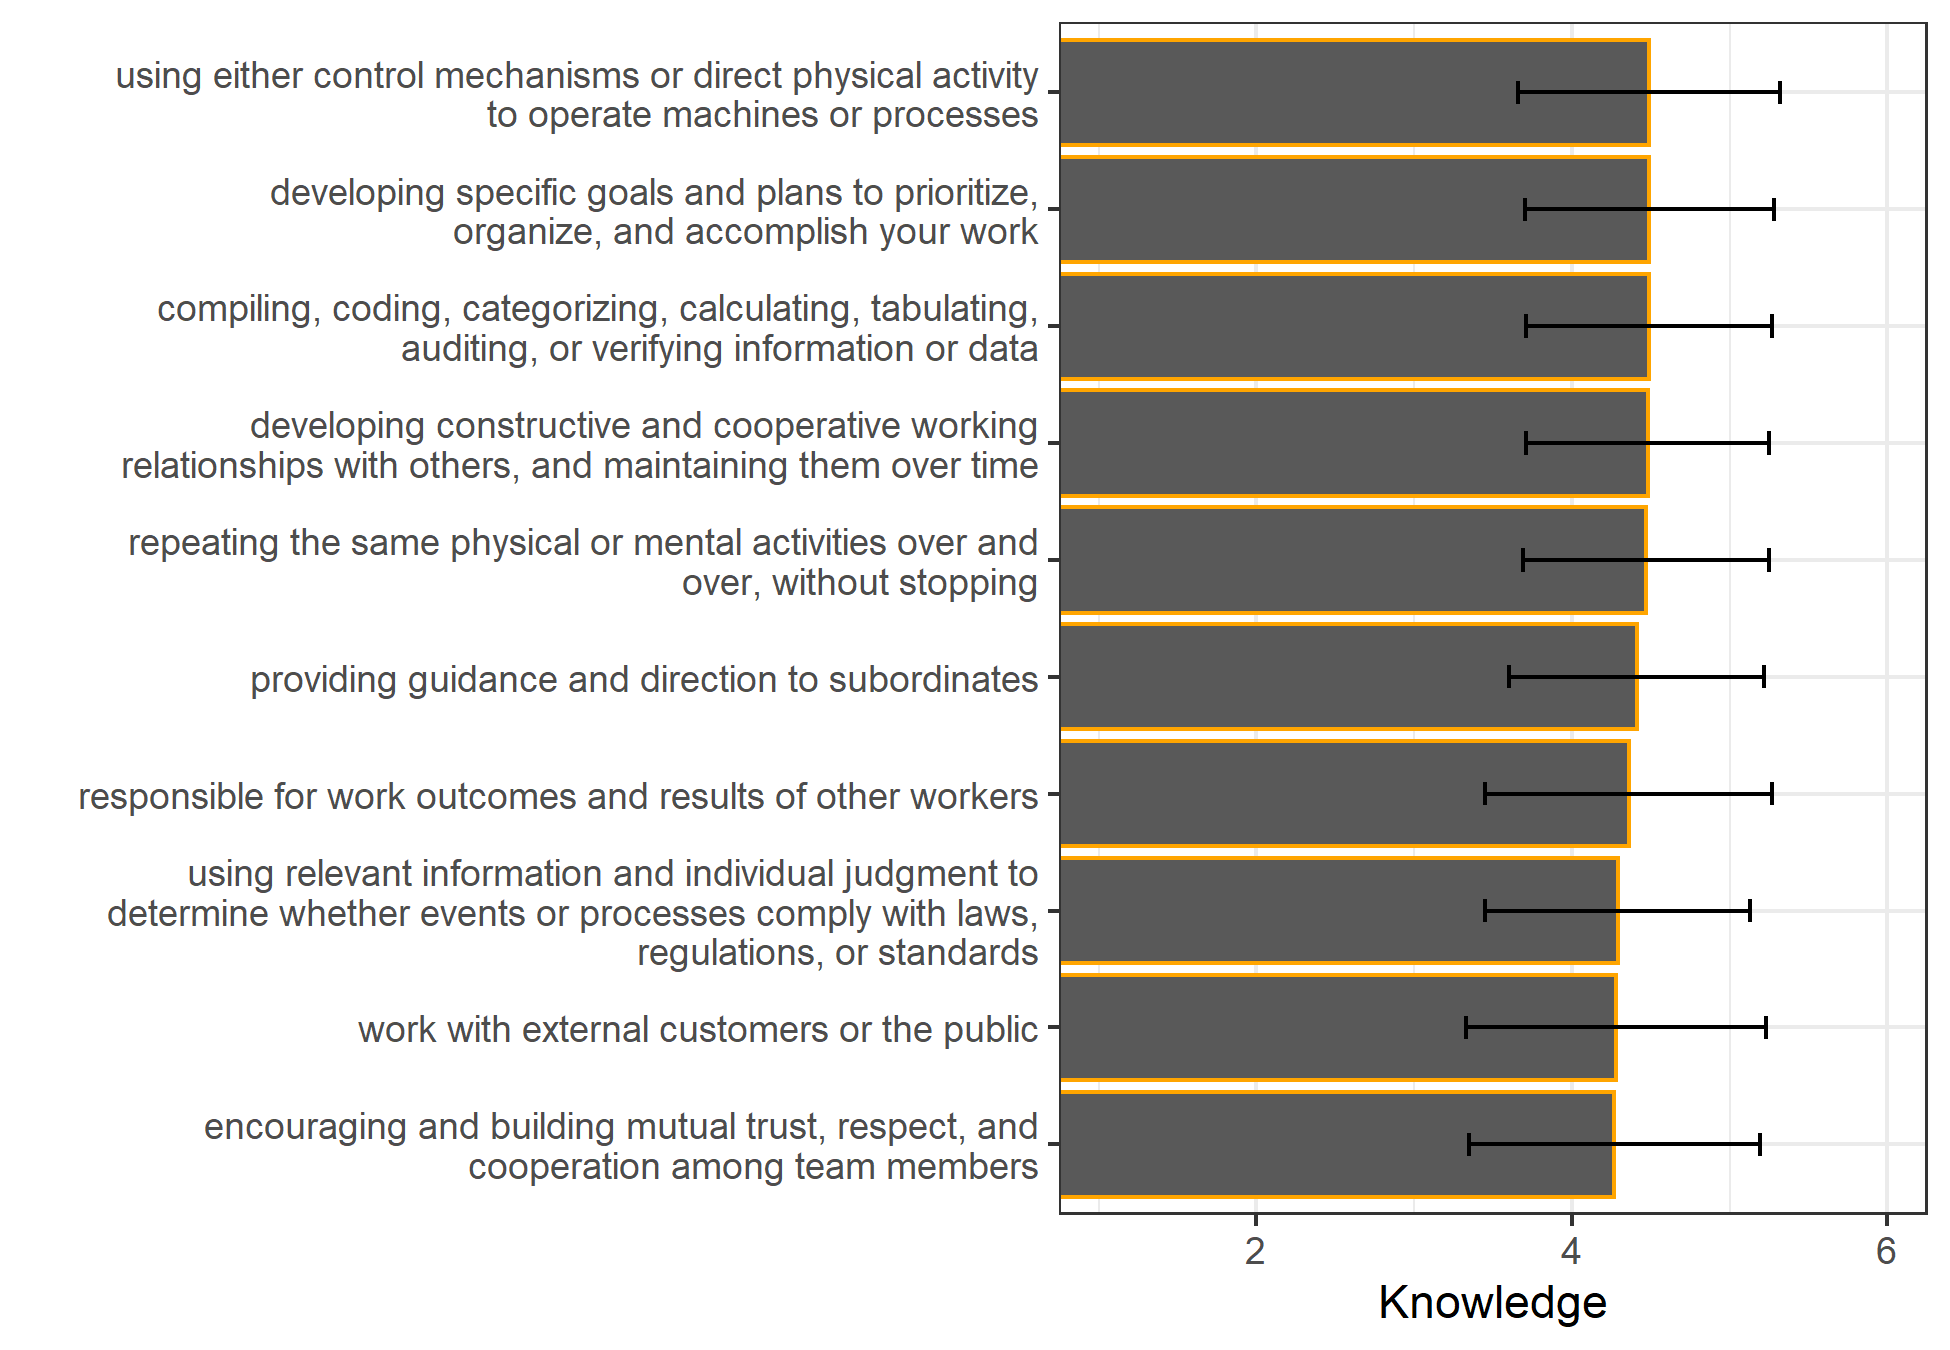 using either control mechanisms or direct physical activity
to operate machines or processes
developing specific goals and plans to prioritize,
organize, and accomplish your work
compiling, coding, categorizing, calculating, tabulating,
auditing, or verifying information or data
developing constructive and cooperative working
relationships with others, and maintaining them over time
repeating the same physical or mental activities over and
over, without stopping
providing guidance and direction to subordinates
responsible for work outcomes and results of other workers
using relevant information and individual judgment to
determine whether events or processes comply with laws,
regulations, or standards
work with external customers or the public
encouraging and building mutual trust, respect, and
cooperation among team members
2 4 6
Knowledge